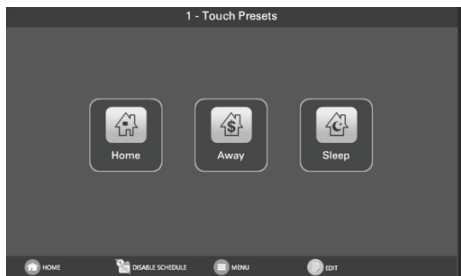 1 - Touch Presets
Home Away Sleep
HOME DISABLE SCHEDULE MENU EDIT